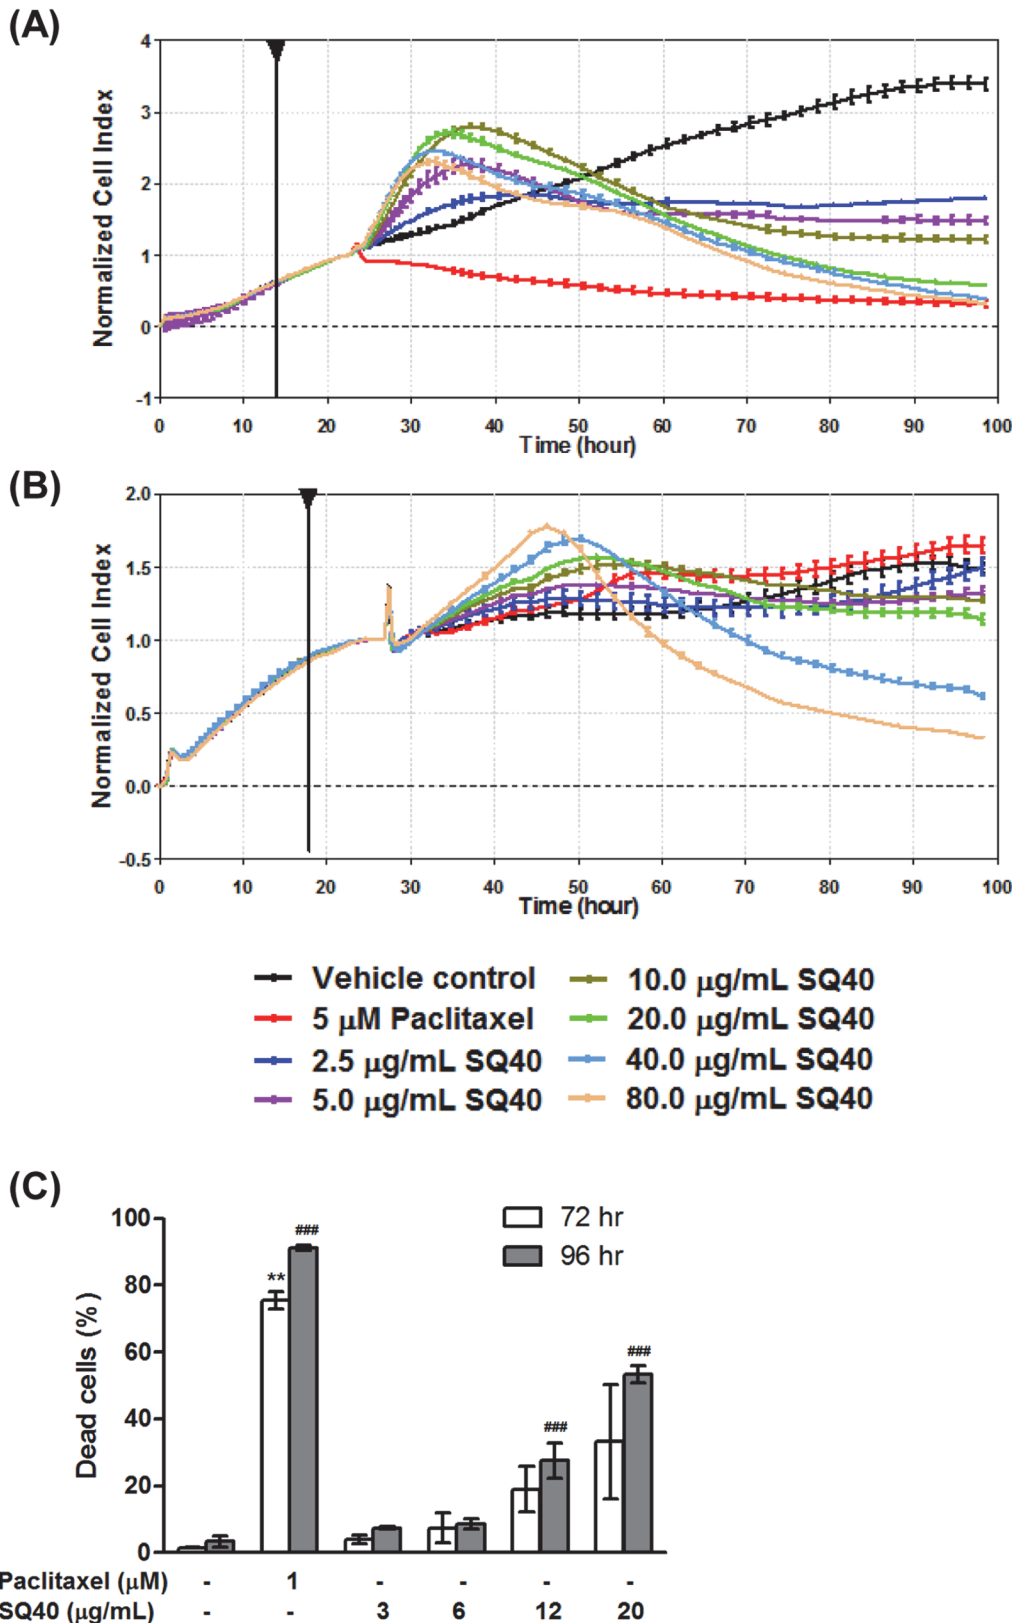 (A)
4
3
2
1
0
-1
Normalized Cell Index
0 10 20 30 40 50 60 70 80 90 100
Time (hour)
(B)
2.0
1.5
1.0
0.5
0.0
-0.5
Normalized Cell Index
0 10 20 30 40 50 60 70 80 90 100
Time (hour)
Vehicle control
5 μM Paclitaxel
2.5 μg/mL SQ40
5.0 μg/mL SQ40
10.0 μg/mL SQ40
20.0 μg/mL SQ40
40.0 μg/mL SQ40
80.0 μg/mL SQ40
(C)
100
80
60
40
20
0
Dead cells (%)
72 hr
96 hr
**
###
###
###
Paclitaxel (μM) - 1 - - - -
SQ40 (μg/mL) - - 3 6 12 20